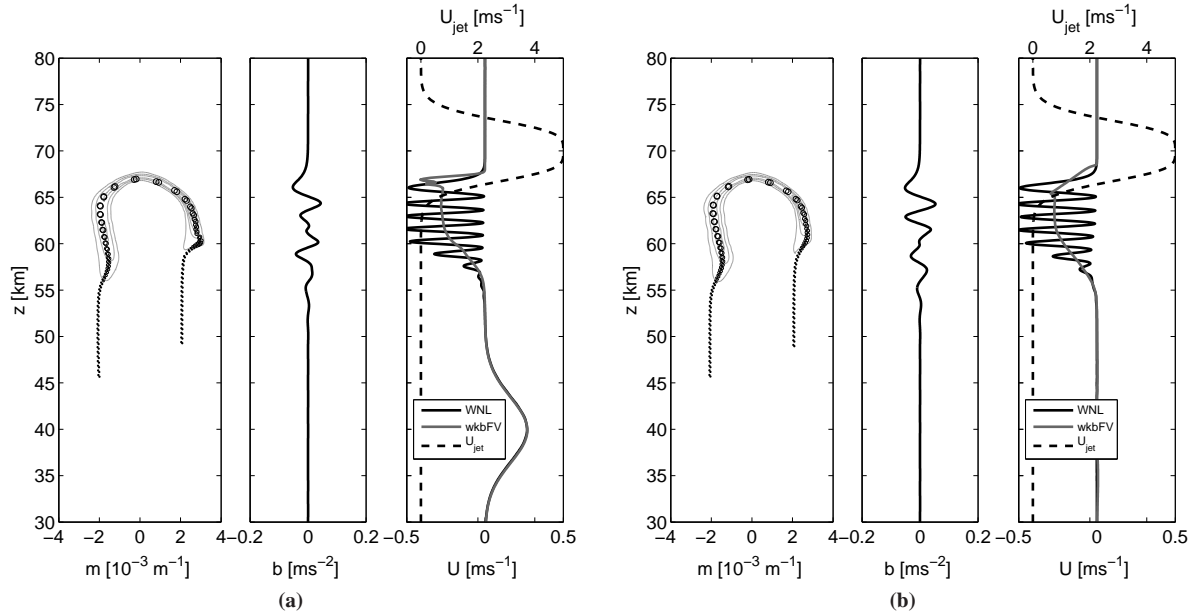 U_jet [ms⁻¹]
0 2 4
80
75
70
65
60
55
50
45
40
35
30
z [km]
WNL
wkbFV
U_jet
−4 −2 0 2 4
−0.2 0 0.2
−0.5 0 0.5
m [10⁻³ m⁻¹]
b [ms⁻²]
U [ms⁻¹]
(a)
U_jet [ms⁻¹]
0 2 4
80
75
70
65
60
55
50
45
40
35
30
z [km]
WNL
wkbFV
U_jet
−4 −2 0 2 4
−0.2 0 0.2
−0.5 0 0.5
m [10⁻³ m⁻¹]
b [ms⁻²]
U [ms⁻¹]
(b)